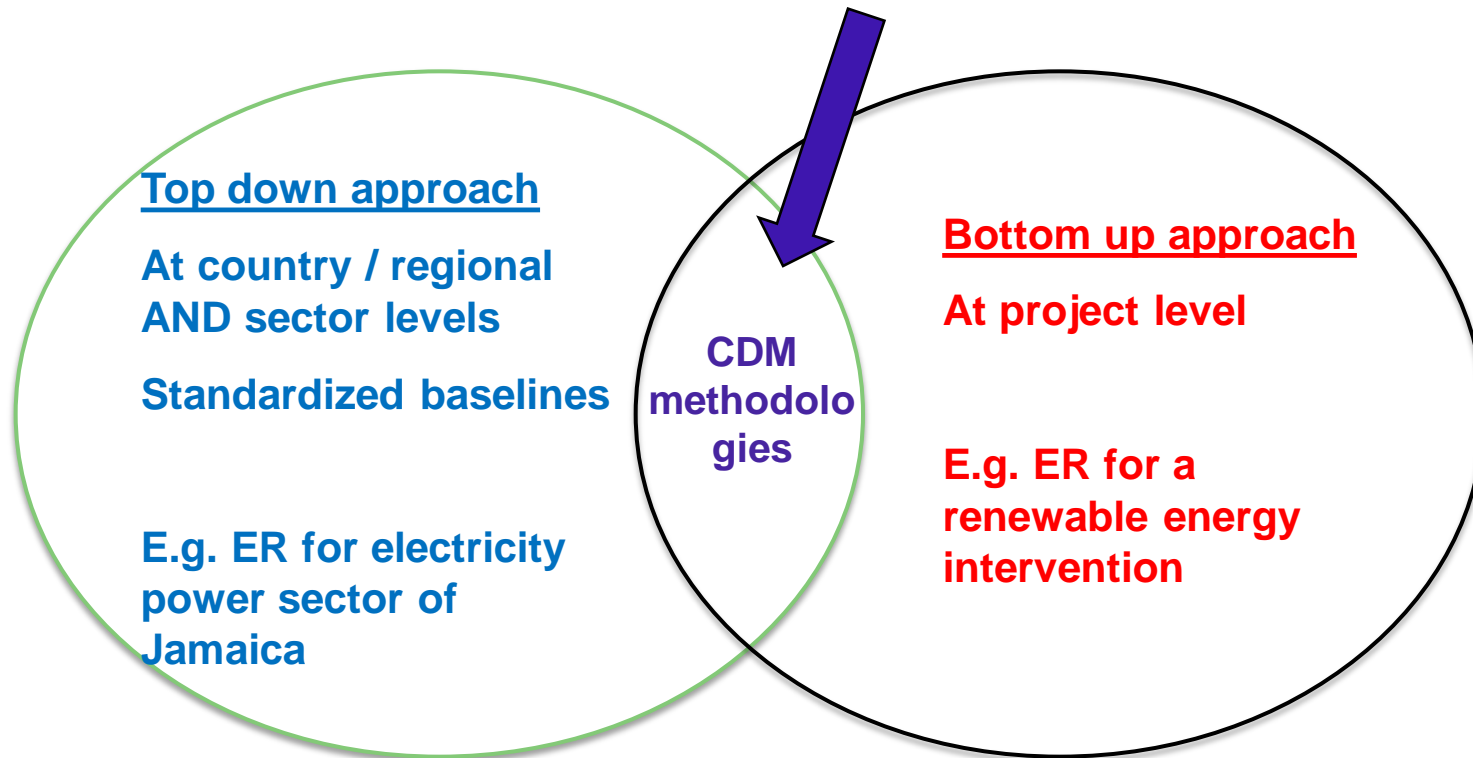 Top down approach
At country / regional
AND sector levels
Standardized baselines
E.g. ER for electricity
power sector of
Jamaica
CDM
methodolo
gies
Bottom up approach
At project level
E.g. ER for a
renewable energy
intervention